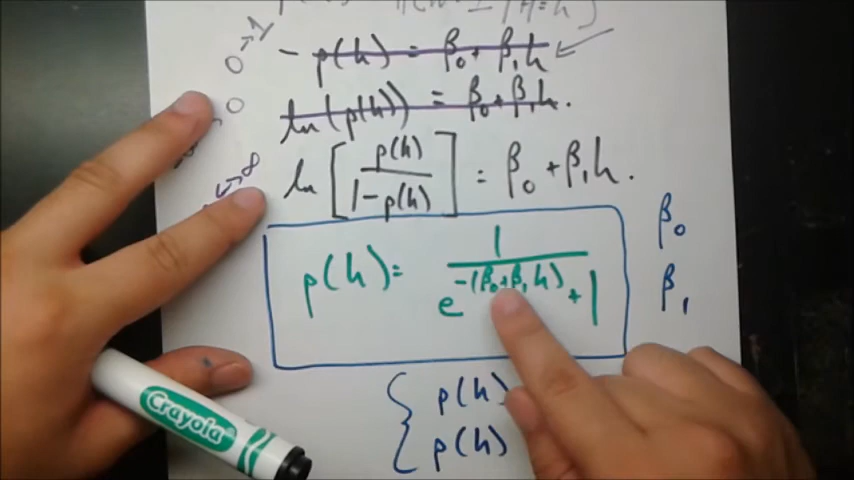 - p(h) = β₀ + β₁h
ln(p(h)) = β₀ + β₁h.
ln[p(h)/1-p(h)] = β₀ + β₁h.
p(h) = 1/e^-(β₀+β₁h) + 1
β₀
β₁
{ p(h)
p(h)
Crayola